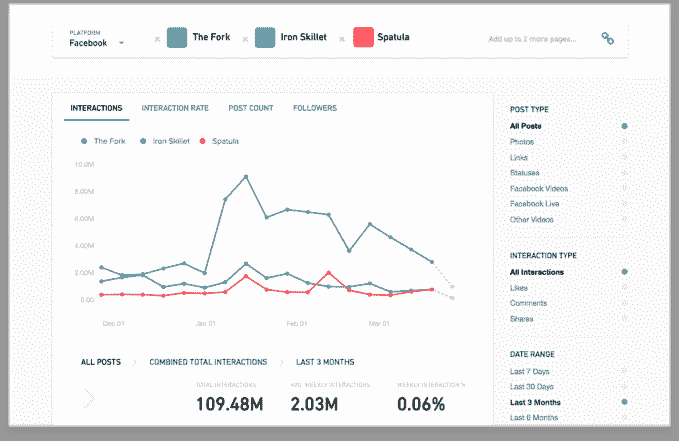 PLATFORM
Facebook
The Fork
Iron Skillet
Spatula
Add up to 2 more pages...
INTERACTIONS
INTERACTION RATE
POST COUNT
FOLLOWERS
The Fork
Iron Skillet
Spatula
10.0M
8.00M
6.00M
4.00M
2.00M
0.00
Dec 01
Jan 01
Feb 01
Mar 01
ALL POSTS
COMBINED TOTAL INTERACTIONS
LAST 3 MONTHS
TOTAL INTERACTIONS
109.48M
AVG. WEEKLY INTERACTIONS
2.03M
WEEKLY INTERACTION %
0.06%
POST TYPE
All Posts
Photos
Links
Statuses
Facebook Videos
Facebook Live
Other Videos
INTERACTION TYPE
All Interactions
Likes
Comments
Shares
DATE RANGE
Last 7 Days
Last 30 Days
Last 3 Months
Last 6 Months